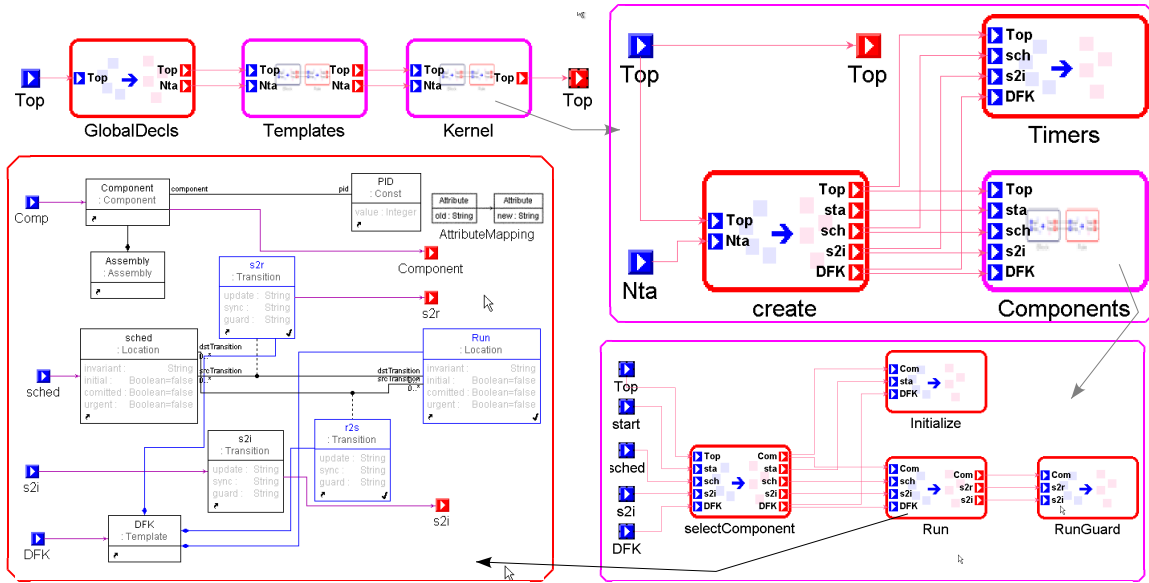 Top
Top
Top
Nta
GlobalDecls
Top
Nta
Top
Nta
Templates
Top
Nta
Top
Kernel
Top
Top
Top
Nta
Top
Nta
Top
sta
sch
s2i
DFK
create
Top
sch
s2i
DFK
Timers
Top
sta
sch
s2i
DFK
Components
Comp
Component
: Component
component
pid
PID
: Const
value : Integer
Attribute
old : String
Attribute
new : String
AttributeMapping
Assembly
: Assembly
Component
s2r
: Transition
update : String
sync : String
guard : String
s2r
sched
sched
: Location
invariant : String
initial : Boolean=false
comitted : Boolean=false
urgent : Boolean=false
dstTransition
0..*
srcTransition
0..*
dstTransition
srcTransition
0..*
Run
: Location
invariant : String
initial : Boolean=false
comitted : Boolean=false
urgent : Boolean=false
s2i
s2i
: Transition
update : String
sync : String
guard : String
r2s
: Transition
update : String
sync : String
guard : String
s2i
DFK
DFK
: Template
Top
start
sched
s2i
DFK
Top
sta
sch
s2i
DFK
Com
sta
sch
s2i
DFK
selectComponent
Com
sta
DFK
Initialize
Com
sch
s2i
DFK
Com
s2r
s2i
Run
Com
s2r
s2i
RunGuard